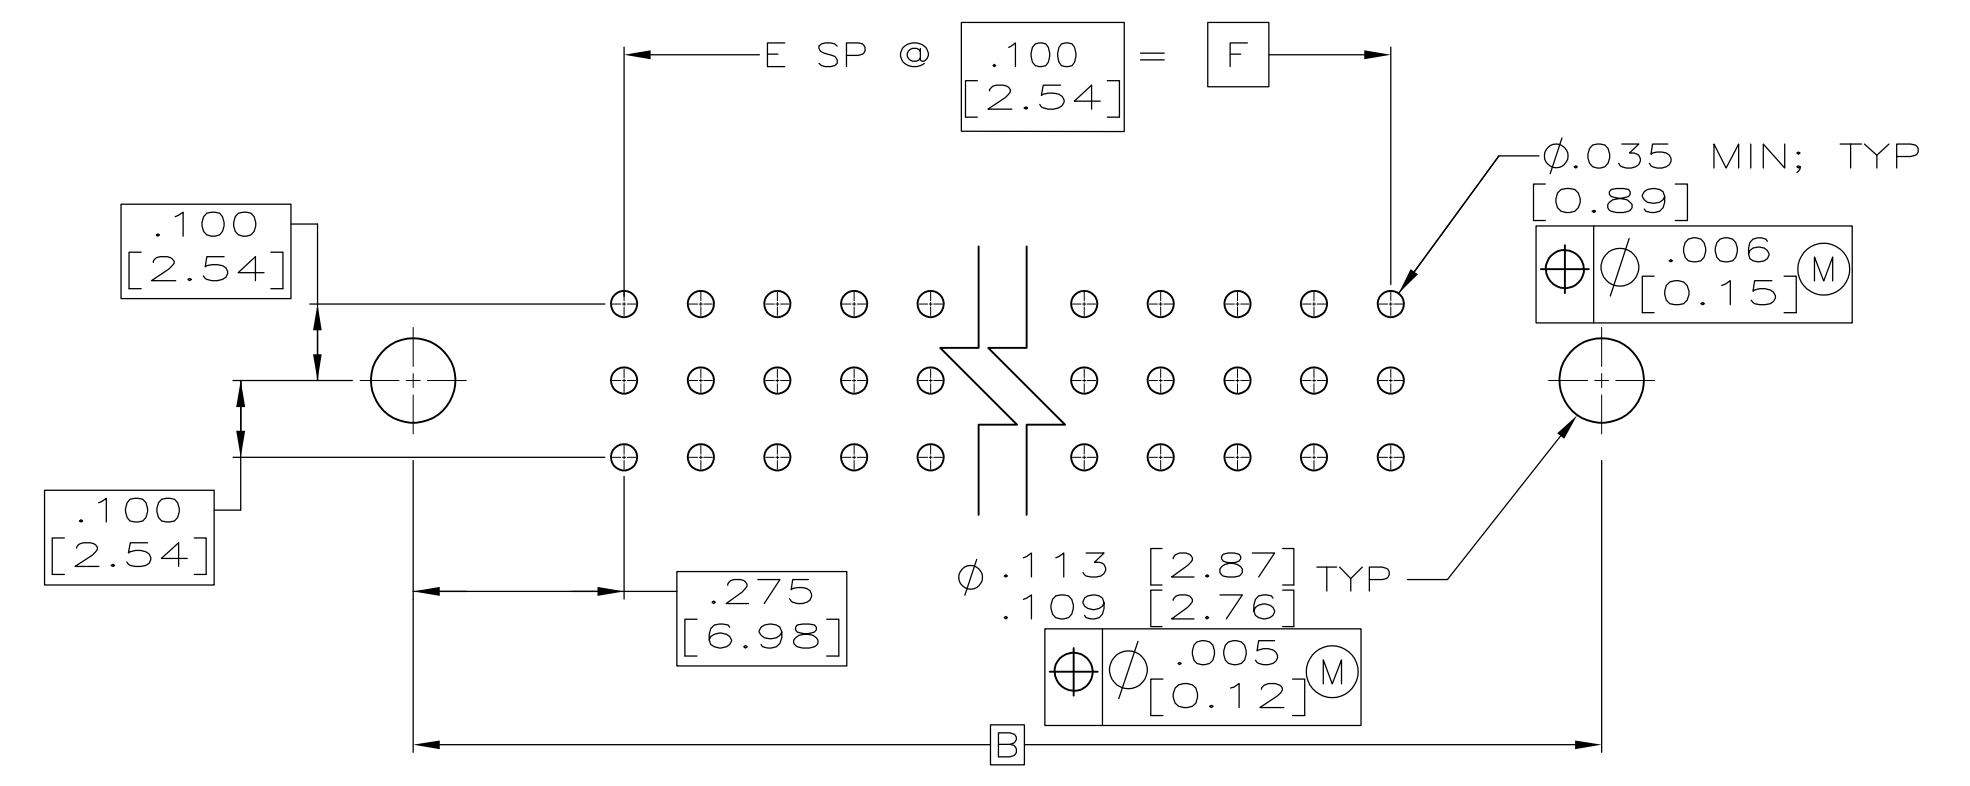 E SP @ .100 = F
[2.54]
Ø.035 MIN; TYP
[0.89]
⌖ Ø .006 Ⓜ
[0.15]
.100
[2.54]
.100
[2.54]
.275
[6.98]
Ø .113 [2.87] TYP
.109 [2.76]
⌖ Ø .005 Ⓜ
[0.12]
B